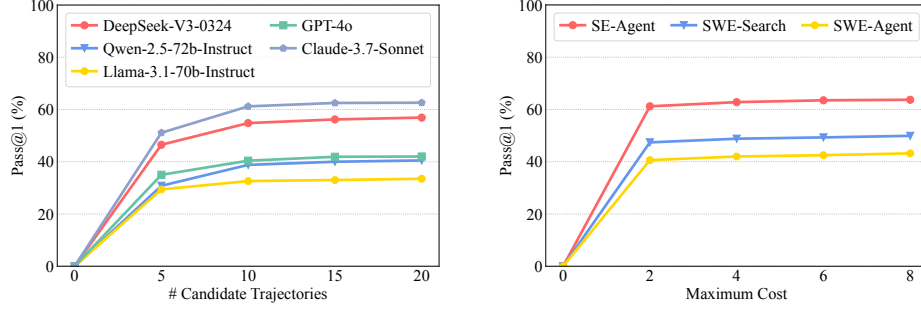 DeepSeek-V3-0324
Qwen-2.5-72b-Instruct
Llama-3.1-70b-Instruct
GPT-4o
Claude-3.7-Sonnet
Pass@1 (%)
100
80
60
40
20
0
0 5 10 15 20
# Candidate Trajectories
SE-Agent SWE-Search SWE-Agent
Pass@1 (%)
100
80
60
40
20
0
0 2 4 6 8
Maximum Cost